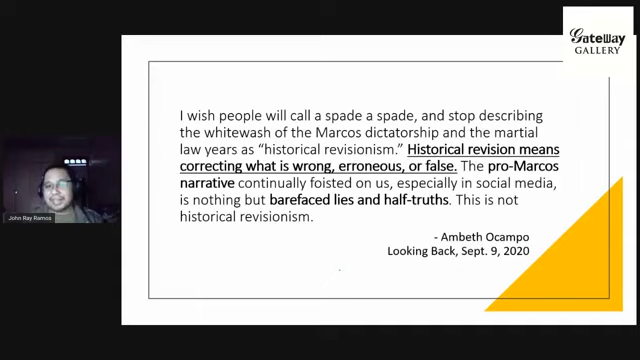 Gateway
GALLERY
I wish people will call a spade a spade, and stop describing
the whitewash of the Marcos dictatorship and the martial
law years as “historical revisionism.” Historical revision means
correcting what is wrong, erroneous, or false. The pro-Marcos
narrative continually foisted on us, especially in social media,
is nothing but barefaced lies and half-truths. This is not
historical revisionism.
- Ambeth Ocampo
Looking Back, Sept. 9, 2020
John Ray Ramos